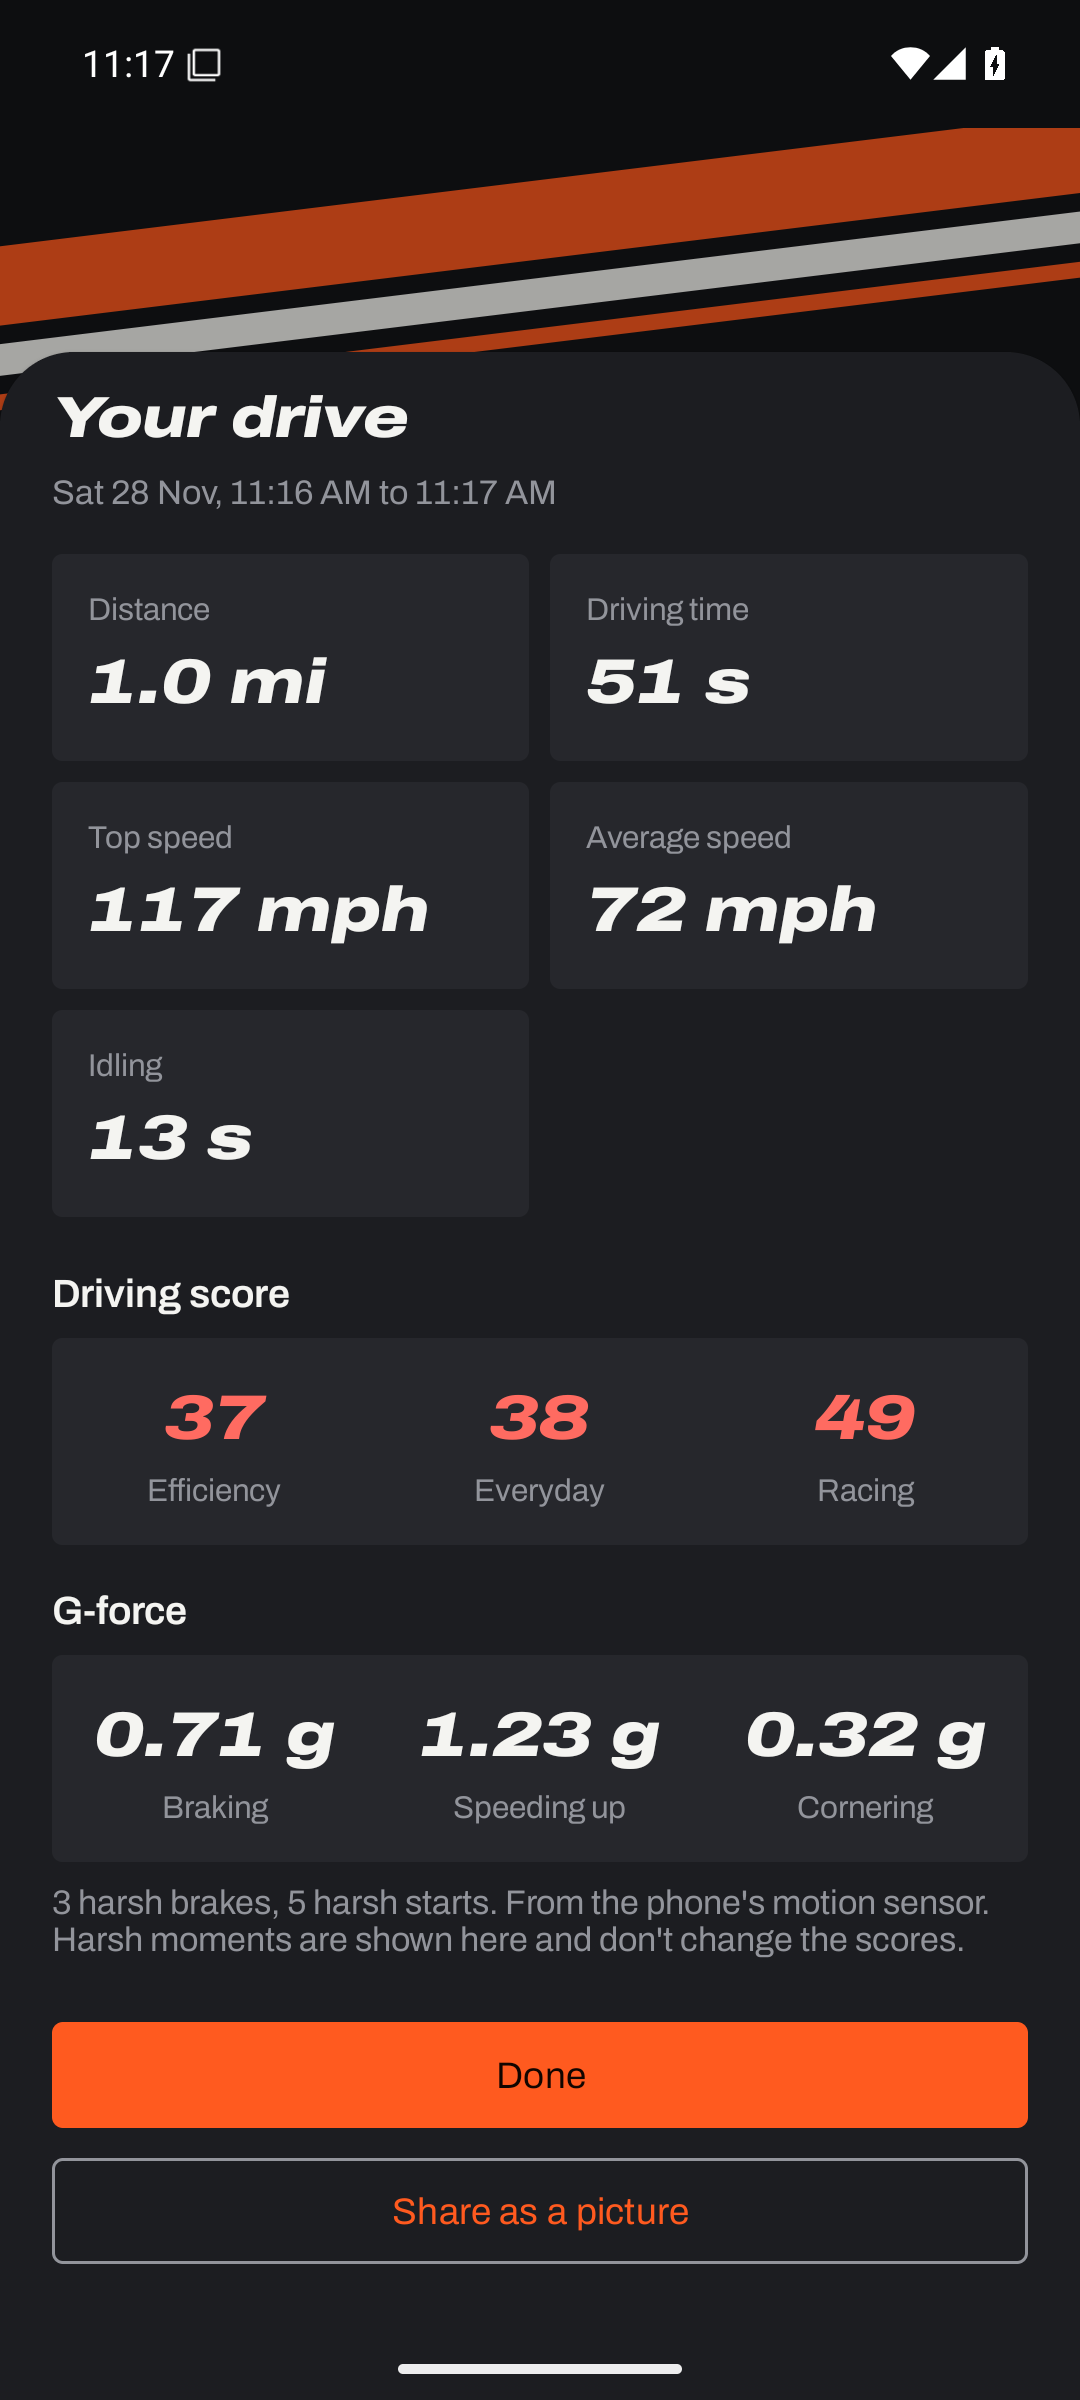 11:17
Your drive
Sat 28 Nov, 11:16 AM to 11:17 AM
Distance
1.0 mi
Driving time
51 s
Top speed
117 mph
Average speed
72 mph
Idling
13 s
Driving score
37
Efficiency
38
Everyday
49
Racing
G-force
0.71 g
Braking
1.23 g
Speeding up
0.32 g
Cornering
3 harsh brakes, 5 harsh starts. From the phone's motion sensor.
Harsh moments are shown here and don't change the scores.
Done
Share as a picture